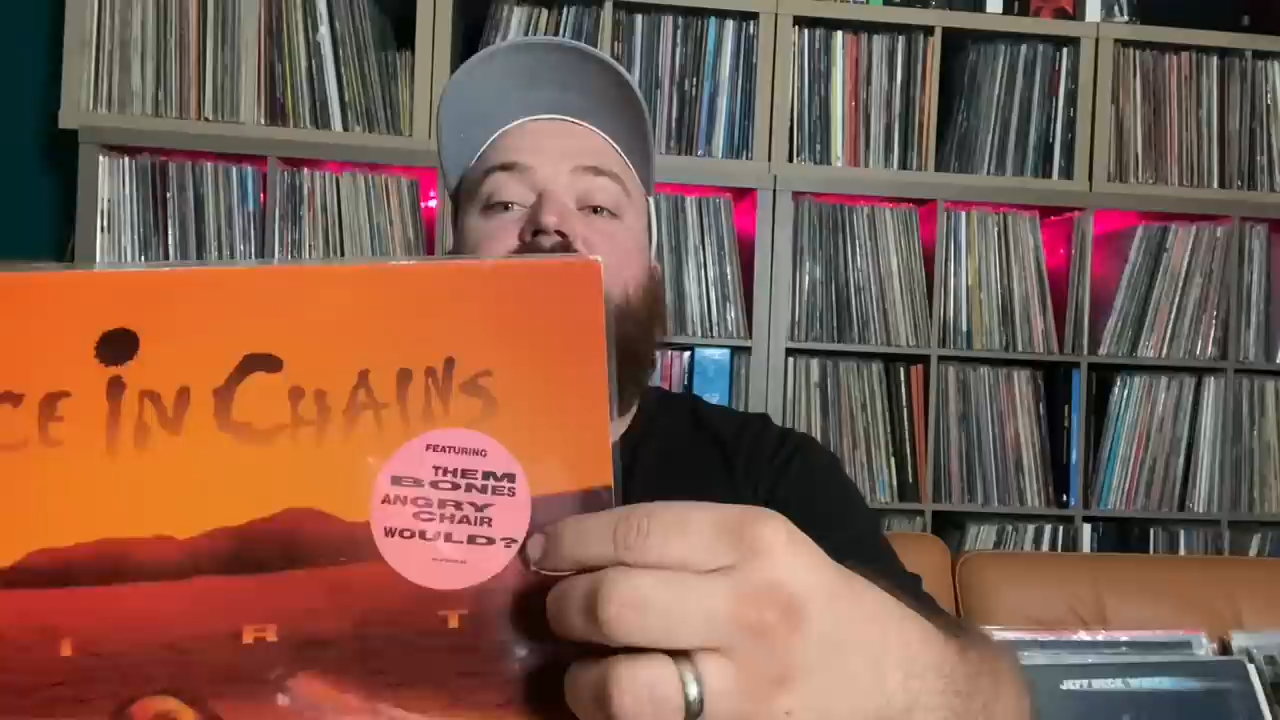 CE IN CHAINS
FEATURING
THEM
BONES
ANGRY
CHAIR
WOULD?
I R T
JEFF BECK